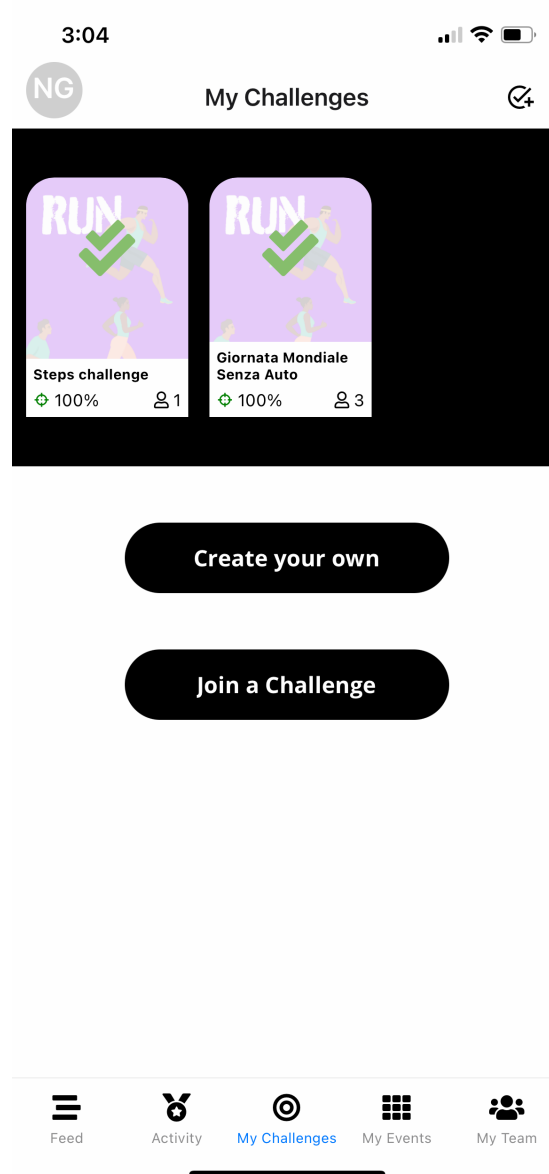 3:04
NG
My Challenges
RUN
RUN
Steps challenge
100%
1
Giornata Mondiale
Senza Auto
100%
3
Create your own
Join a Challenge
Feed
Activity
My Challenges
My Events
My Team